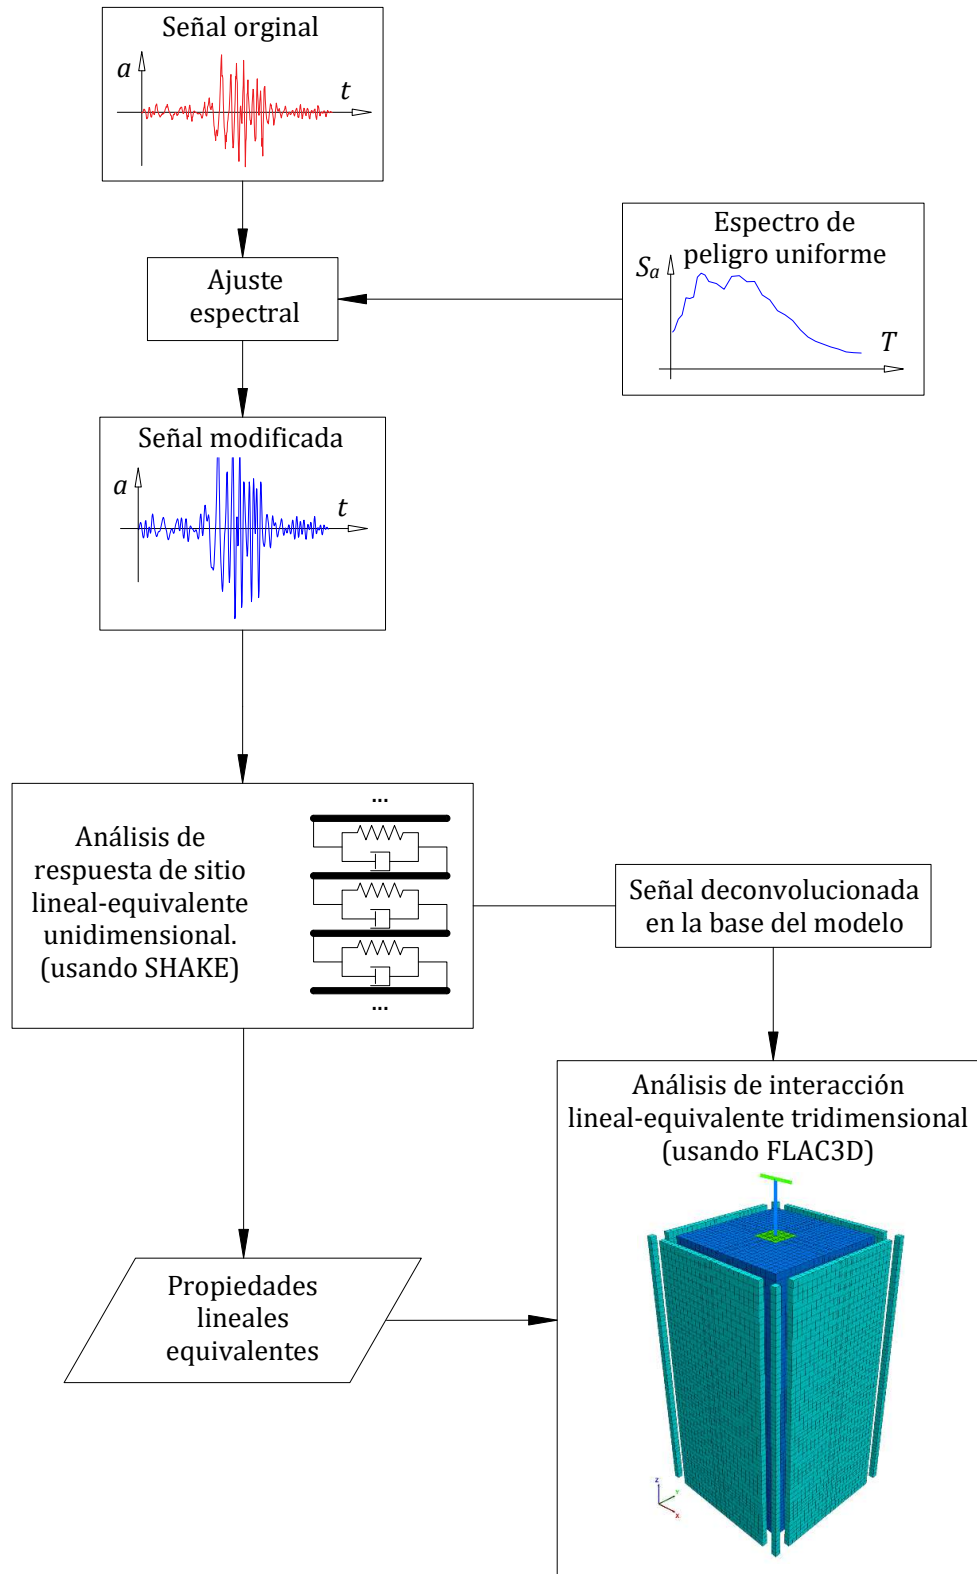 Señal orginal
a
t
Espectro de
peligro uniforme
Sa
T
Ajuste
espectral
Señal modificada
a
t
...
Análisis de
respuesta de sitio
lineal-equivalente
unidimensional.
(usando SHAKE)
...
Señal deconvolucionada
en la base del modelo
Análisis de interacción
lineal-equivalente tridimensional
(usando FLAC3D)
Propiedades
lineales
equivalentes
Z
Y
X